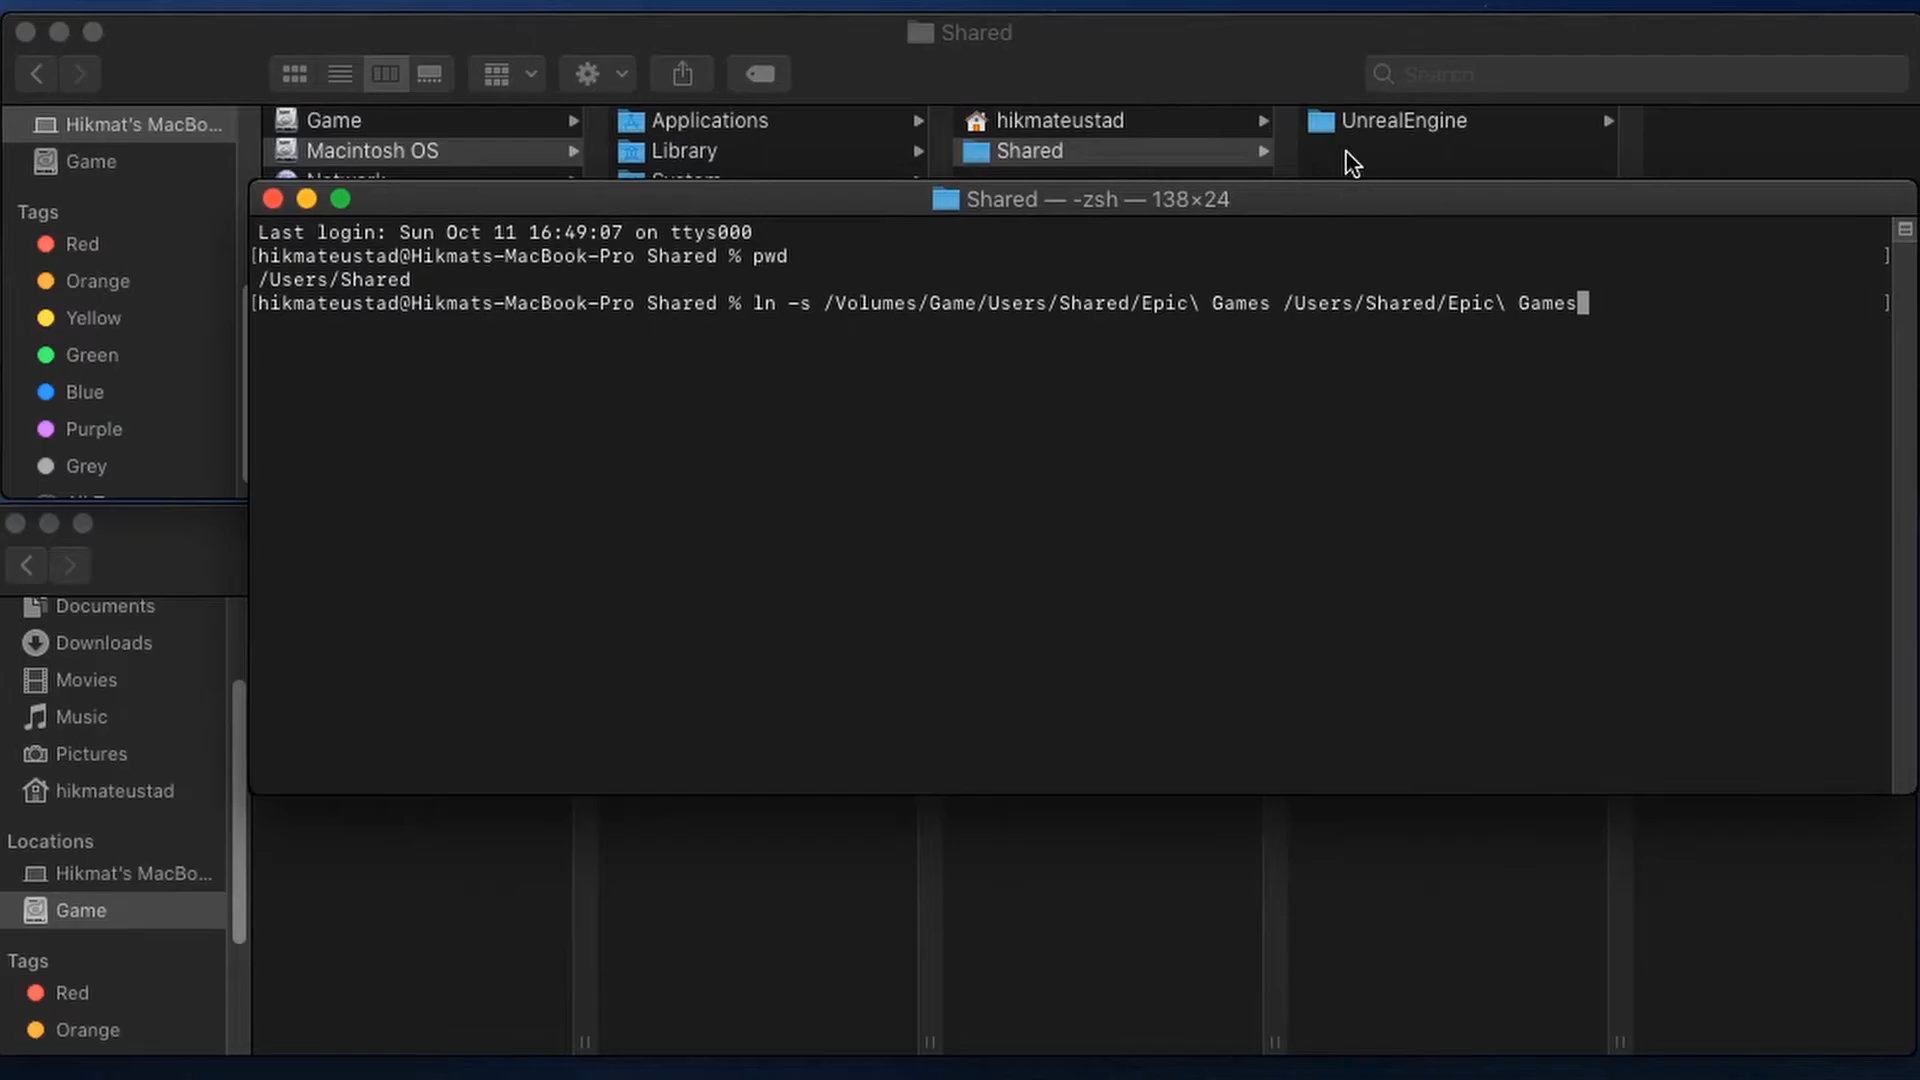 Shared
Search
Hikmat's MacBo...
Game
Tags
Red
Orange
Yellow
Green
Blue
Purple
Grey
Game
Macintosh OS
Network
Applications
Library
System
hikmateustad
Shared
UnrealEngine
Shared — -zsh — 138×24
Last login: Sun Oct 11 16:49:07 on ttys000
[hikmateustad@Hikmats-MacBook-Pro Shared % pwd ]
/Users/Shared
[hikmateustad@Hikmats-MacBook-Pro Shared % ln -s /Volumes/Game/Users/Shared/Epic\ Games /Users/Shared/Epic\ Games ]
Documents
Downloads
Movies
Music
Pictures
hikmateustad
Locations
Hikmat's MacBo...
Game
Tags
Red
Orange